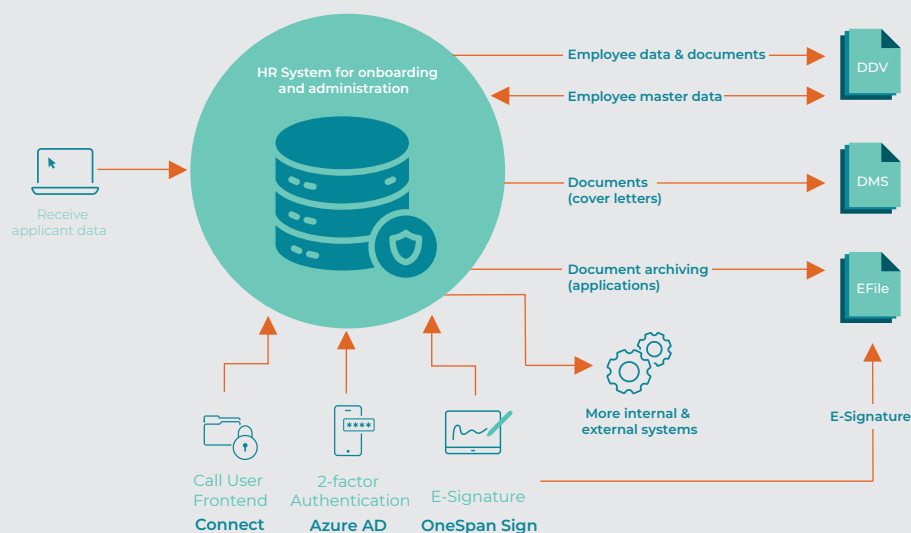 HR System for onboarding
and administration
Employee data & documents
DDV
Employee master data
Receive
applicant data
Documents
(cover letters)
DMS
Document archiving
(applications)
EFile
More internal &
external systems
E-Signature
****
Call User
Frontend
Connect
2-factor
Authentication
Azure AD
E-Signature
OneSpan Sign